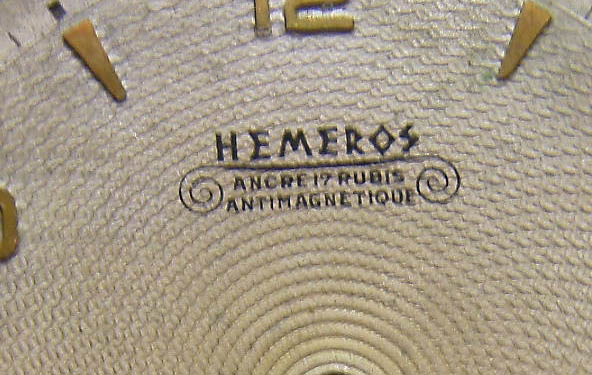 12
HEMEROS
ANCRE 17 RUBIS
ANTIMAGNETIQUE